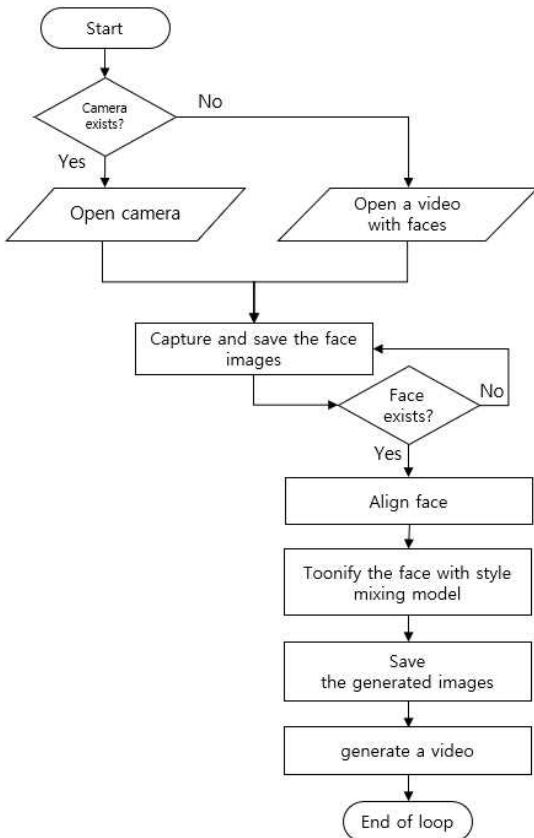 Start
Camera
exists?
No
Yes
Open camera
Open a video
with faces
Capture and save the face
images
Face
exists?
No
Yes
Align face
Toonify the face with style
mixing model
Save
the generated images
generate a video
End of loop